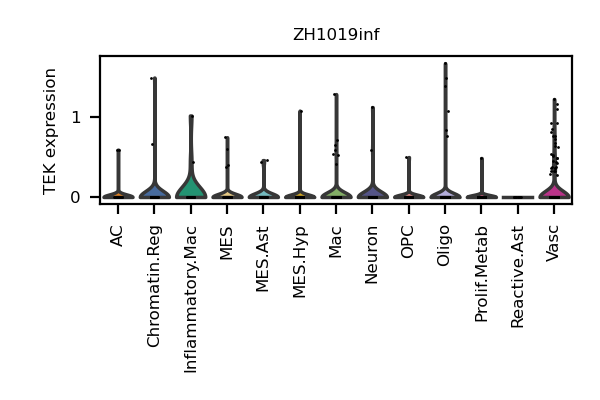 ZH1019inf
TEK expression
1
0
AC
Chromatin.Reg
Inflammatory.Mac
MES
MES.Ast
MES.Hyp
Mac
Neuron
OPC
Oligo
Prolif.Metab
Reactive.Ast
Vasc